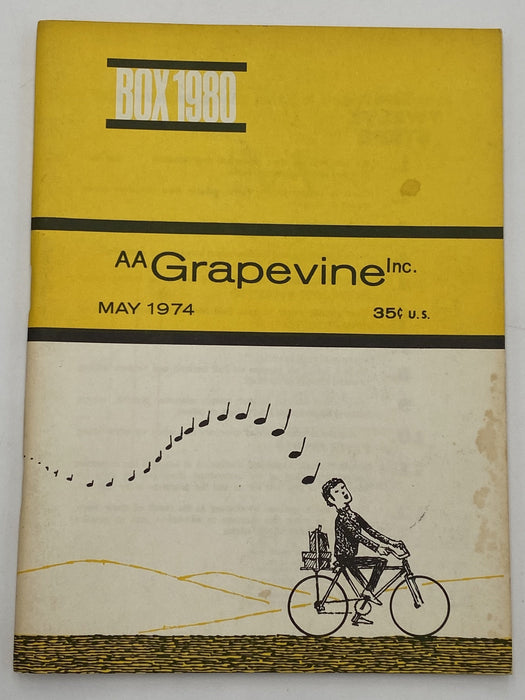 BOX 1980
AA Grapevine Inc.
MAY 1974 35¢ U.S.